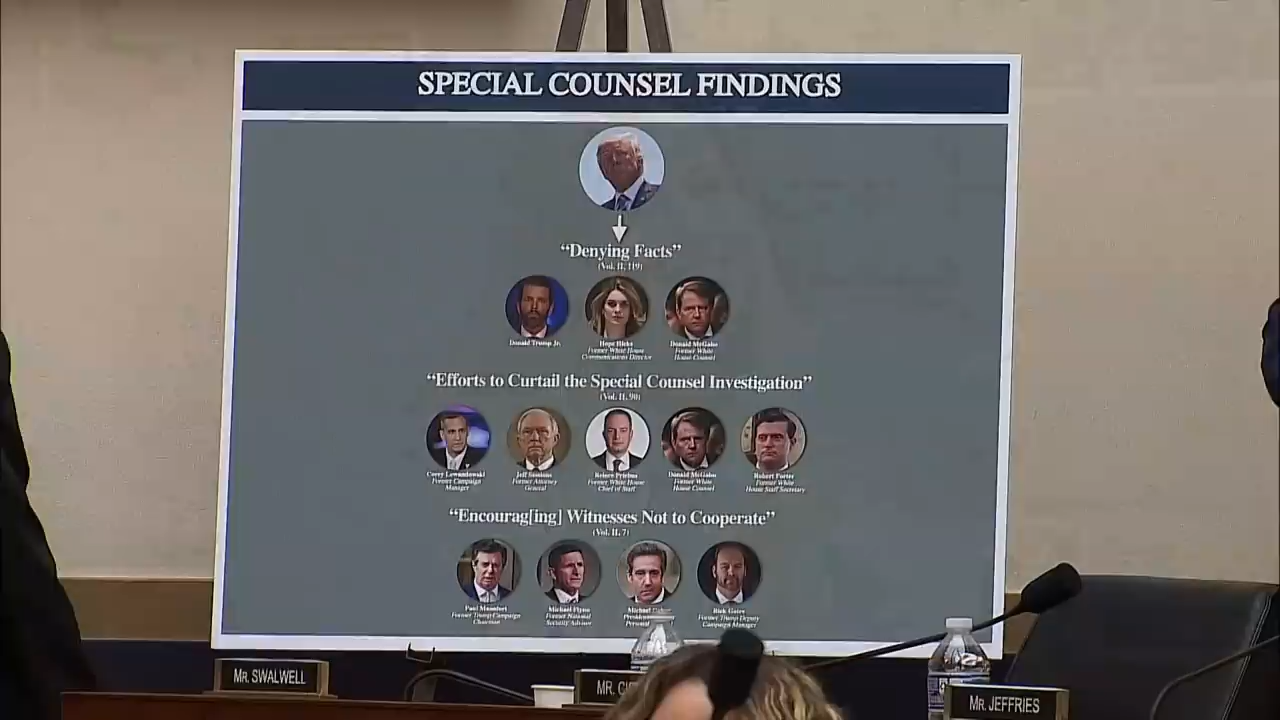 SPECIAL COUNSEL FINDINGS
“Denying Facts”
(Vol. II, 119)
Donald Trump Jr.
Hope Hicks
Former White House
Communications Director
Donald McGahn
Former White
House Counsel
“Efforts to Curtail the Special Counsel Investigation”
(Vol. II, 90)
Corey Lewandowski
Former Campaign
Manager
Jeff Sessions
Former Attorney
General
Reince Priebus
Former White House
Chief of Staff
Donald McGahn
Former White
House Counsel
Robert Porter
Former White
House Staff Secretary
“Encourag[ing] Witnesses Not to Cooperate”
(Vol. II, 7)
Paul Manafort
Former Trump Campaign
Chairman
Michael Flynn
Former National
Security Advisor
Michael
Personal
Rick Gates
Former Trump Deputy
Campaign Manager
MR. SWALWELL
MR.
MR. JEFFRIES